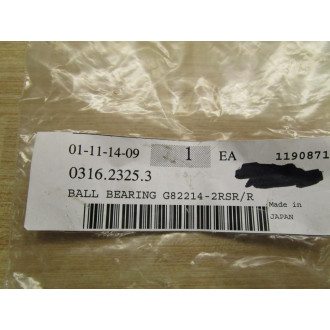 01-11-14-09 1 EA 1190871
0316.2325.3
BALL BEARING G82214-2RSR/R
Made in
JAPAN